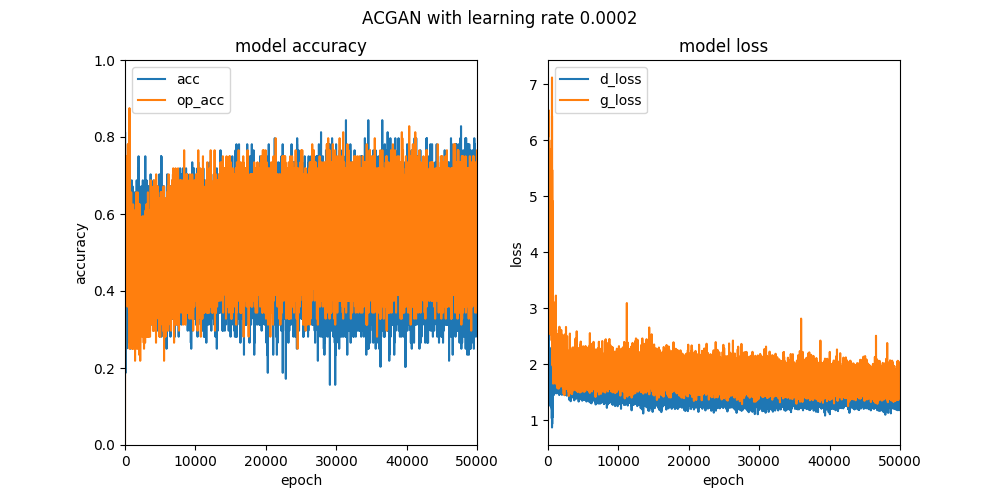 ACGAN with learning rate 0.0002
model accuracy
acc
op_acc
1.0
0.8
0.6
0.4
0.2
0.0
accuracy
0
10000
20000
30000
40000
50000
epoch
model loss
d_loss
g_loss
7
6
5
4
3
2
1
loss
0
10000
20000
30000
40000
50000
epoch